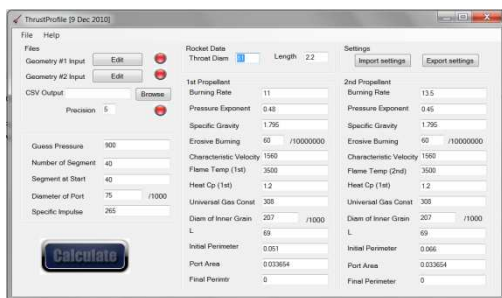 ThrustProfile [9 Dec 2010]
File Help
Files
Geometry #1 Input Edit
Geometry #2 Input Edit
CSV Output Browse
Precision 5
Guess Pressure 900
Number of Segment 40
Segment at Start 40
Diameter of Port 75 /1000
Specific Impulse 265
Calculate
Rocket Data
Throat Diam Length 2.2
1st Propellant
Burning Rate 11
Pressure Exponent 0.48
Specific Gravity 1.795
Erosive Burning 60 /10000000
Characteristic Velocity 1560
Flame Temp (1st) 3500
Heat Cp (1st) 1.2
Universal Gas Const 308
Diam of Inner Grain 207 /1000
L 69
Initial Perimeter 0.051
Port Area 0.033654
Final Perimtr 0
Settings
Import settings Export settings
2nd Propellant
Burning Rate 13.5
Pressure Exponent 0.45
Specific Gravity 1.795
Erosive Burning 60 /10000000
Characteristic Velocity 1560
Flame Temp (2nd) 3500
Heat Cp (1st) 1.2
Universal Gas Const 308
Diam of Inner Grain 207 /1000
L 69
Initial Perimeter 0.066
Port Area 0.033654
Final Perimeter 0